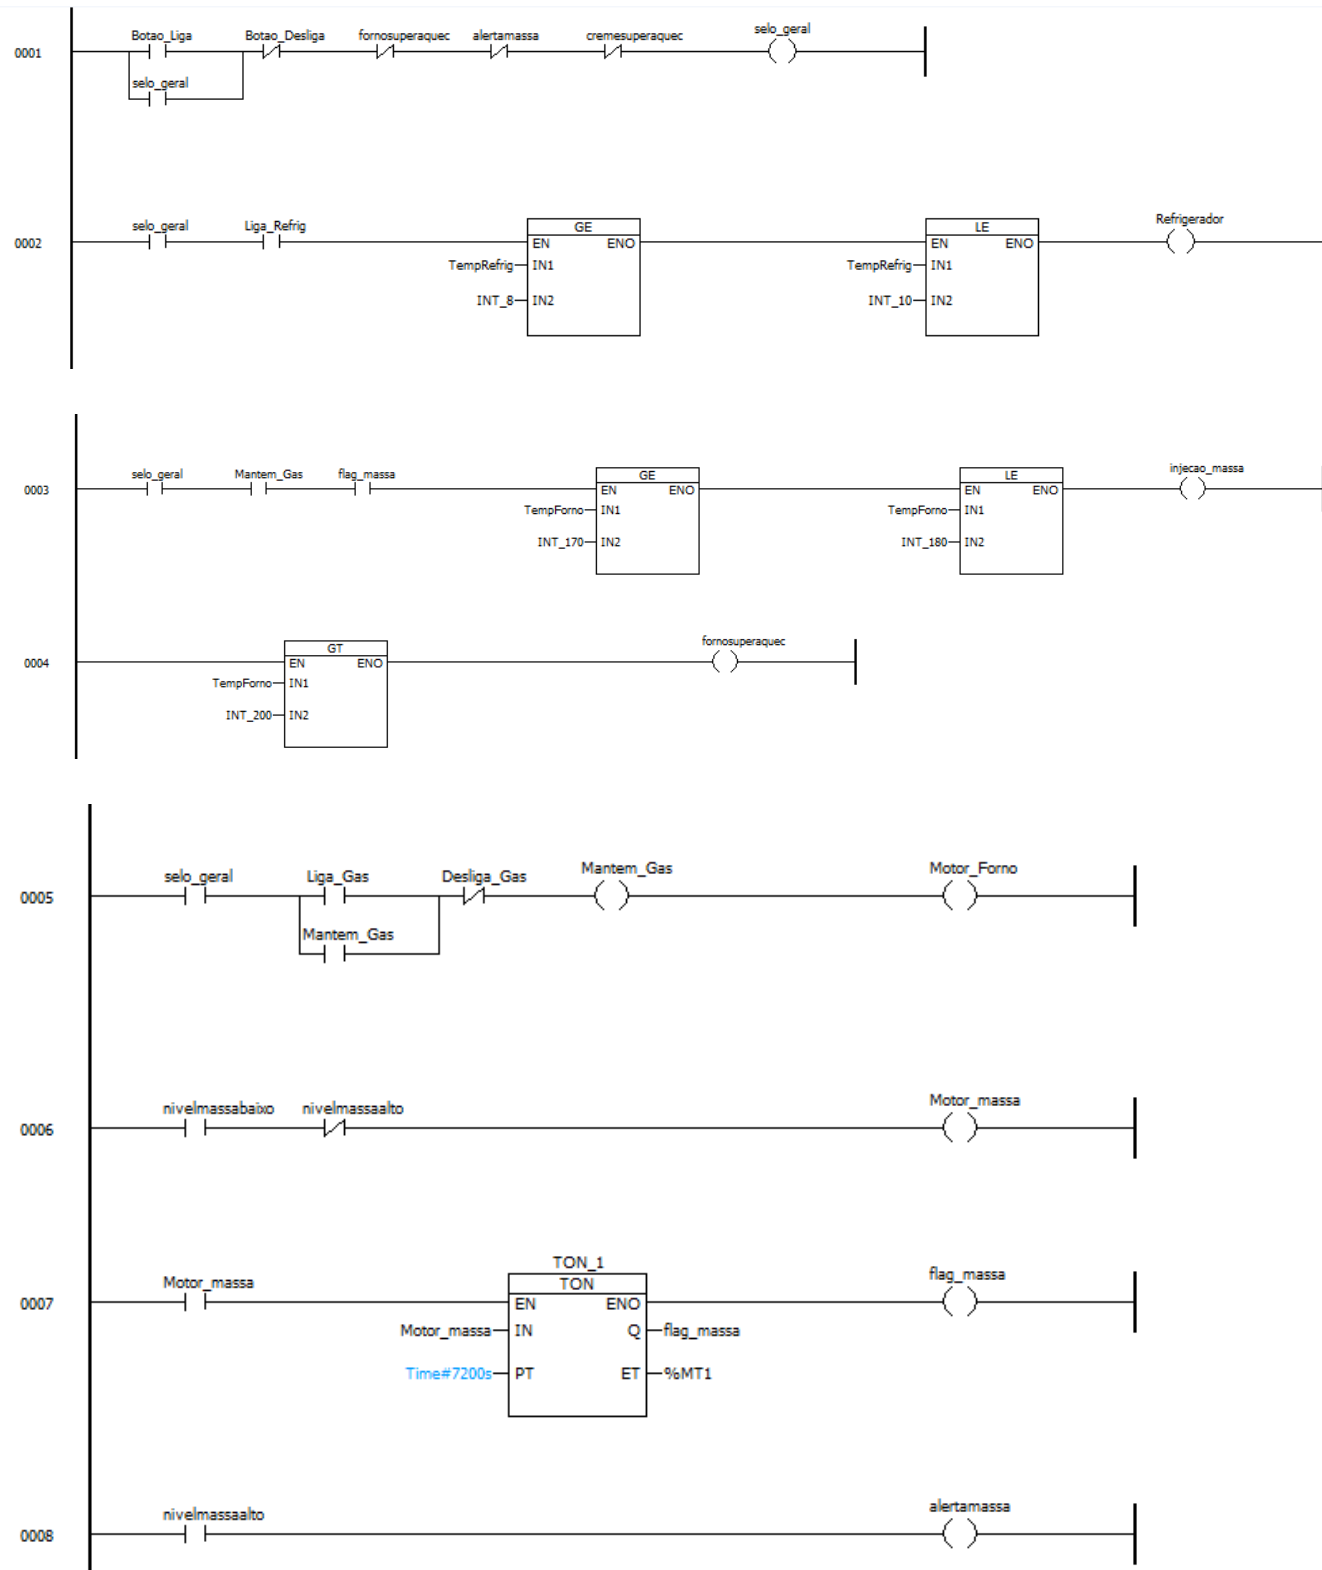 Botao_Liga Botao_Desliga fornosuperaquec alertamassa cremesuperaquec selo_geral
0001
selo_geral
selo_geral Liga_Refrig GE LE Refrigerador
0002 EN ENO EN ENO
TempRefrig IN1 TempRefrig IN1
INT_8 IN2 INT_10 IN2
selo_geral Mantem_Gas flag_massa GE LE injecao_massa
0003 EN ENO EN ENO
TempForno IN1 TempForno IN1
INT_170 IN2 INT_180 IN2
GT fornosuperaquec
0004 EN ENO
TempForno IN1
INT_200 IN2
selo_geral Liga_Gas Desliga_Gas Mantem_Gas Motor_Forno
0005
Mantem_Gas
nivelmassabaixo nivelmassaalto Motor_massa
0006
TON_1
Motor_massa TON flag_massa
0007 EN ENO
Motor_massa IN Q flag_massa
Time#7200s PT ET %MT1
nivelmassaalto alertamassa
0008